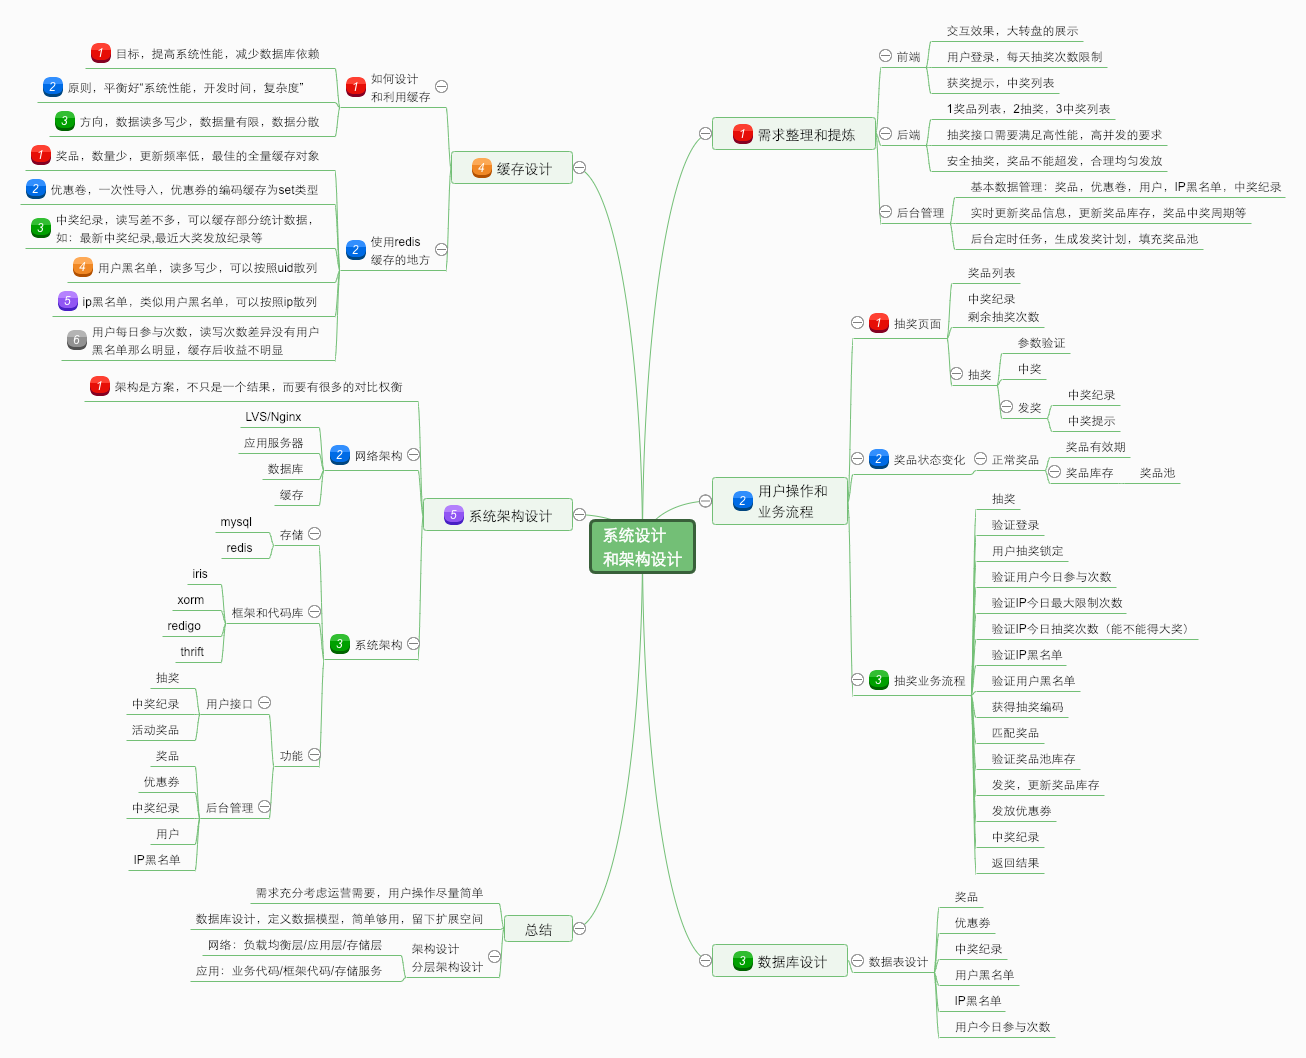 系统设计
和架构设计
1 需求整理和提炼
前端
交互效果，大转盘的展示
用户登录，每天抽奖次数限制
获奖提示，中奖列表
后端
1奖品列表，2抽奖，3中奖列表
抽奖接口需要满足高性能，高并发的要求
安全抽奖，奖品不能超发，合理均匀发放
后台管理
基本数据管理：奖品，优惠卷，用户，IP黑名单，中奖纪录
实时更新奖品信息，更新奖品库存，奖品中奖周期等
后台定时任务，生成发奖计划，填充奖品池
2 用户操作和
业务流程
1 抽奖页面
奖品列表
中奖纪录
剩余抽奖次数
抽奖
参数验证
中奖
发奖
中奖纪录
中奖提示
2 奖品状态变化
正常奖品
奖品有效期
奖品库存
奖品池
3 抽奖业务流程
抽奖
验证登录
用户抽奖锁定
验证用户今日参与次数
验证IP今日最大限制次数
验证IP今日抽奖次数（能不能得大奖）
验证IP黑名单
验证用户黑名单
获得抽奖编码
匹配奖品
验证奖品池库存
发奖，更新奖品库存
发放优惠劵
中奖纪录
返回结果
3 数据库设计
数据表设计
奖品
优惠劵
中奖纪录
用户黑名单
IP黑名单
用户今日参与次数
4 缓存设计
1 如何设计
和利用缓存
1 目标，提高系统性能，减少数据库依赖
2 原则，平衡好“系统性能，开发时间，复杂度”
3 方向，数据读多写少，数据量有限，数据分散
2 使用redis
缓存的地方
1 奖品，数量少，更新频率低，最佳的全量缓存对象
2 优惠卷，一次性导入，优惠券的编码缓存为set类型
3 中奖纪录，读写差不多，可以缓存部分统计数据，
如：最新中奖纪录,最近大奖发放纪录等
4 用户黑名单，读多写少，可以按照uid散列
5 ip黑名单，类似用户黑名单，可以按照ip散列
6 用户每日参与次数，读写次数差异没有用户
黑名单那么明显，缓存后收益不明显
5 系统架构设计
1 架构是方案，不只是一个结果，而要有很多的对比权衡
2 网络架构
LVS/Nginx
应用服务器
数据库
缓存
3 系统架构
存储
mysql
redis
框架和代码库
iris
xorm
redigo
thrift
功能
用户接口
抽奖
中奖纪录
活动奖品
后台管理
奖品
优惠券
中奖纪录
用户
IP黑名单
总结
需求充分考虑运营需要，用户操作尽量简单
数据库设计，定义数据模型，简单够用，留下扩展空间
架构设计
分层架构设计
网络：负载均衡层/应用层/存储层
应用：业务代码/框架代码/存储服务